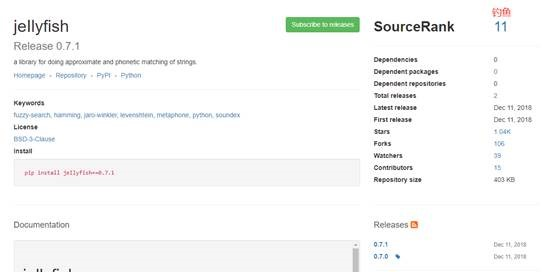 jellyfish
Release 0.7.1
Subscribe to releases
a library for doing approximate and phonetic matching of strings.
Homepage - Repository - PyPI - Python
Keywords
fuzzy-search, hamming, jaro-winkler, levenshtein, metaphone, python, soundex
License
BSD-3-Clause
Install
pip install jellyfish==0.7.1
Documentation
钓鱼
SourceRank 11
Dependencies 0
Dependent packages 0
Dependent repositories 0
Total releases 2
Latest release Dec 11, 2018
First release Dec 11, 2018
Stars 1.04K
Forks 106
Watchers 39
Contributors 15
Repository size 403 KB
Releases
0.7.1 Dec 11, 2018
0.7.0 Dec 11, 2018